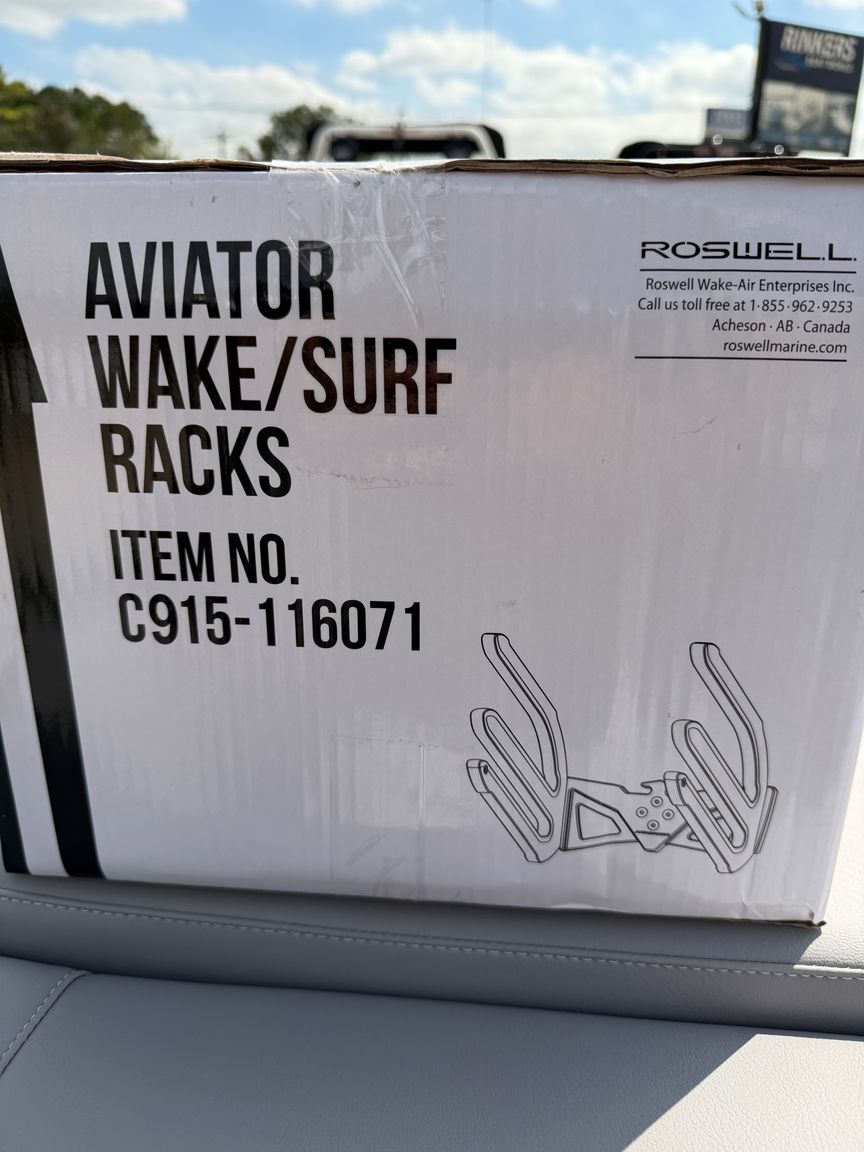 RINKERS
AVIATOR
WAKE/SURF
RACKS
ITEM NO.
C915-116071
ROSWELL
Roswell Wake-Air Enterprises Inc.
Call us toll free at 1·855·962·9253
Acheson · AB · Canada
roswellmarine.com